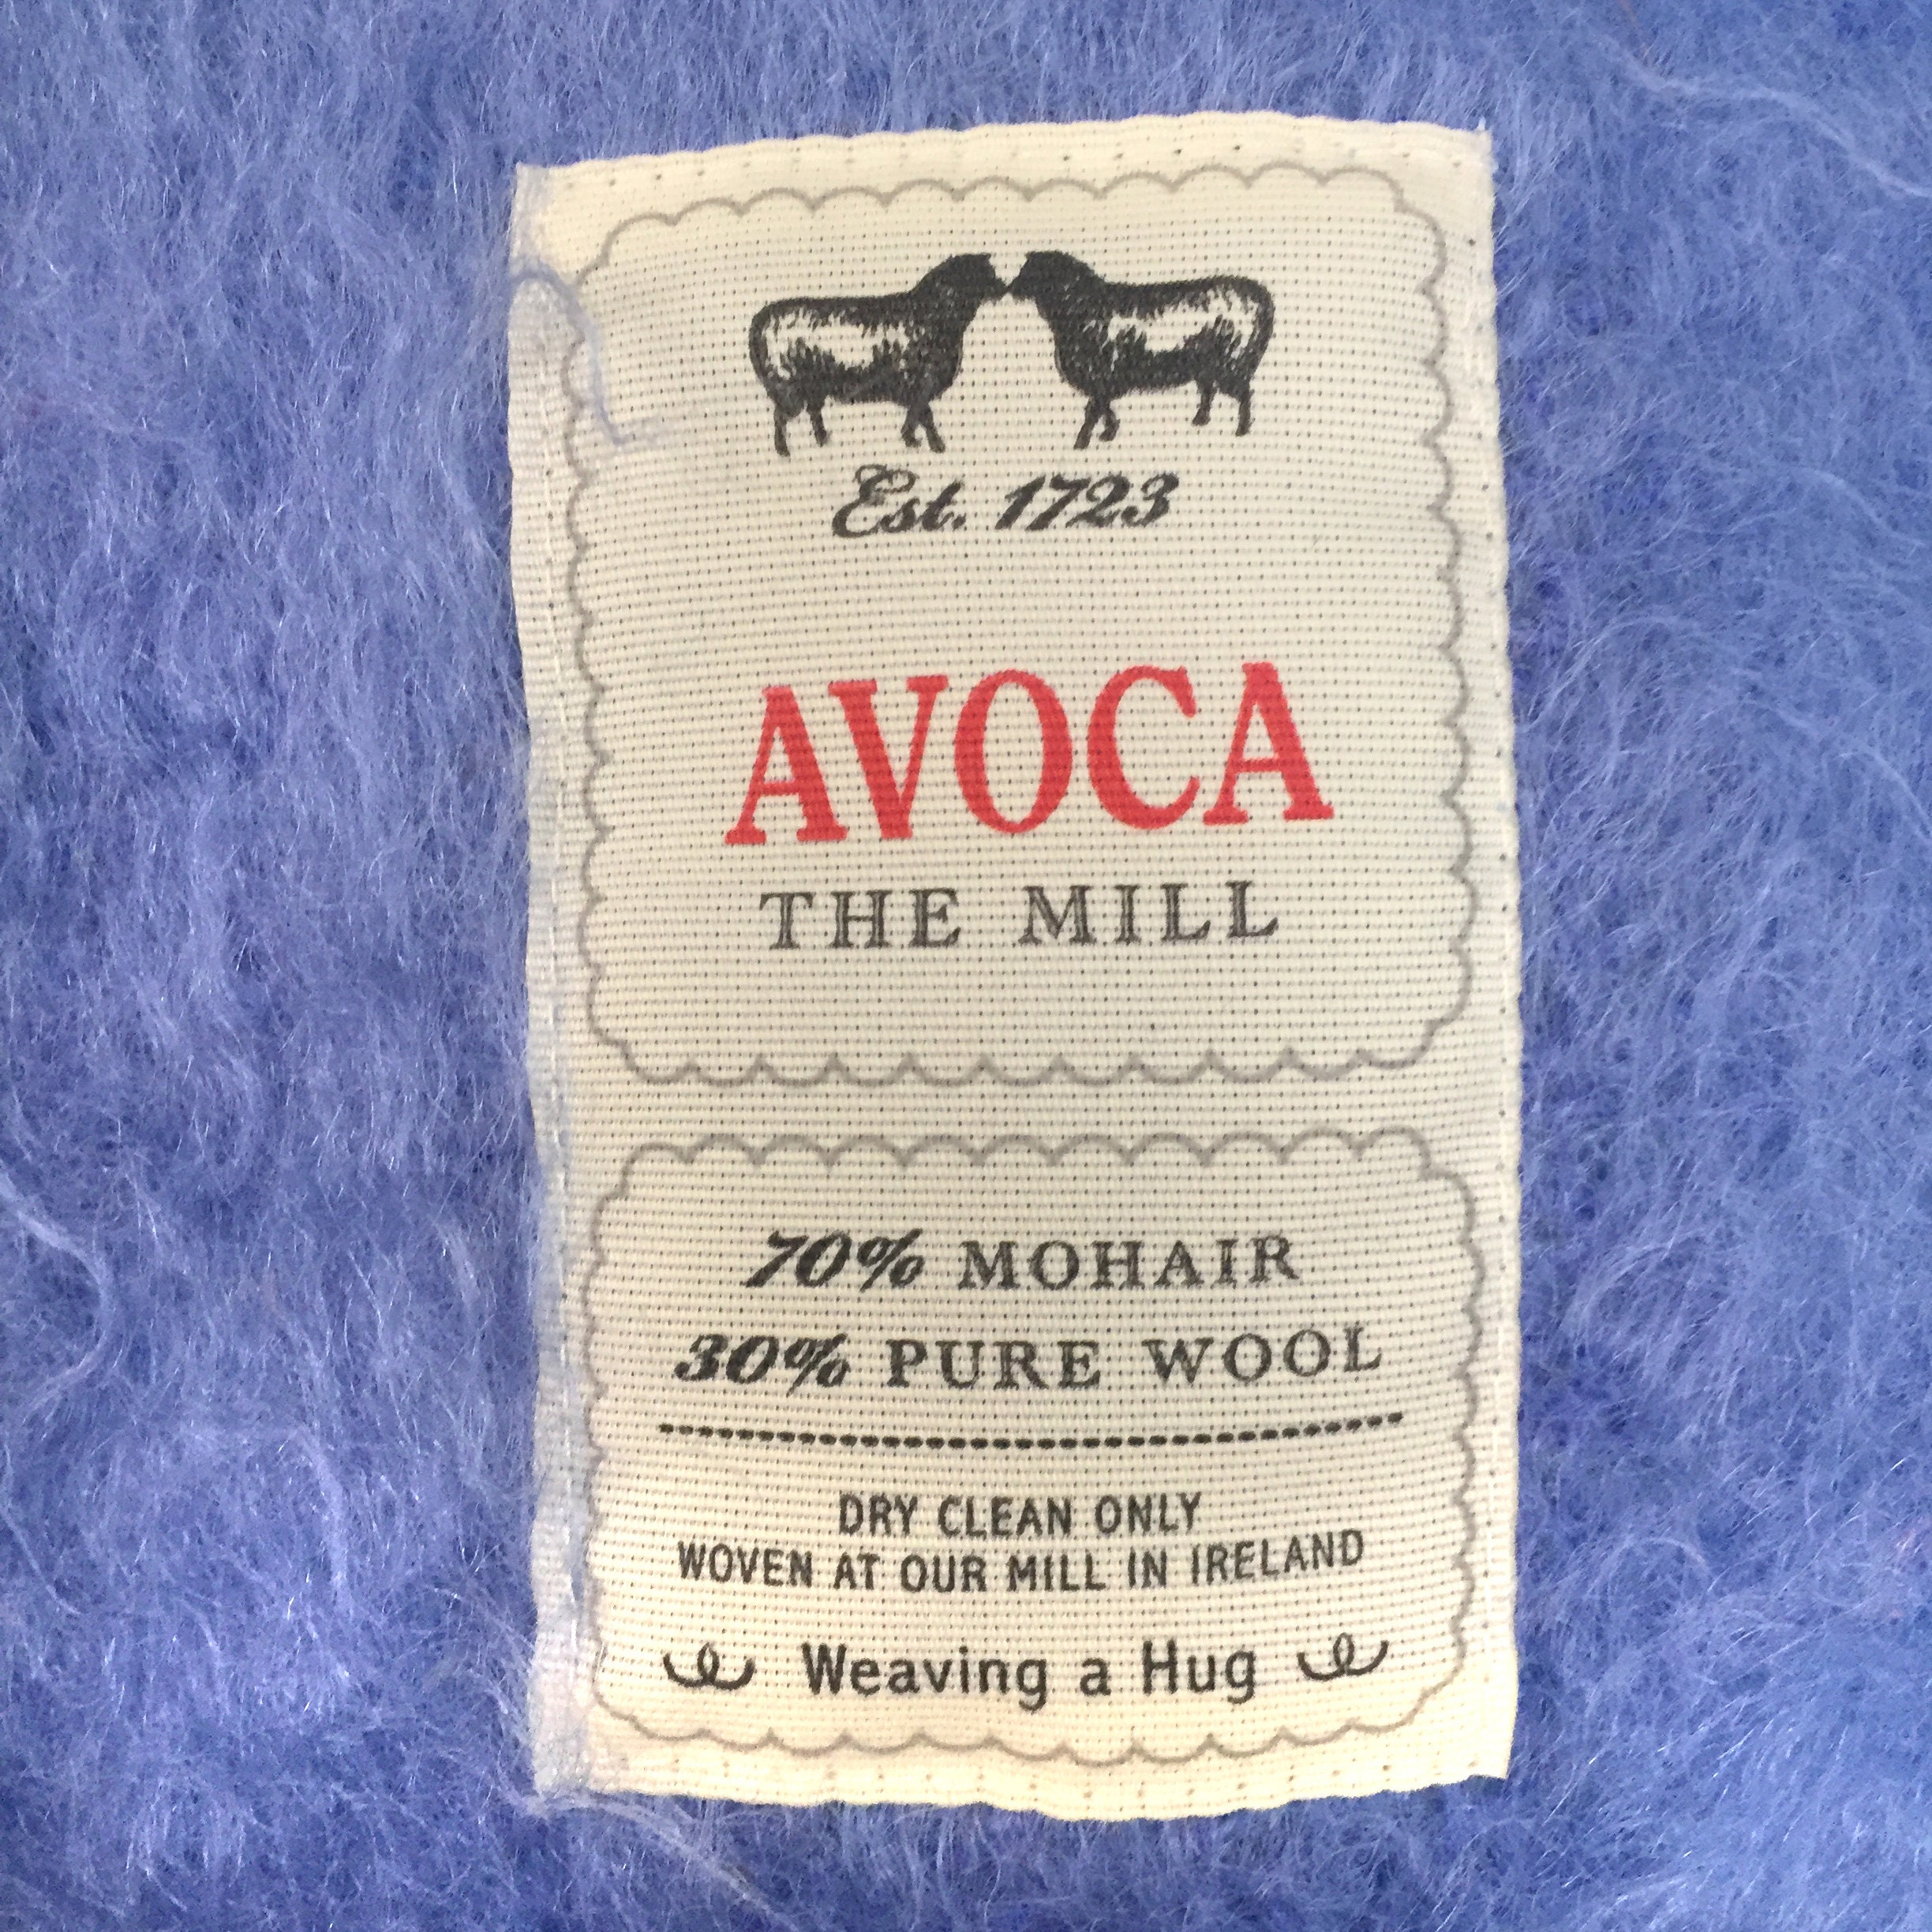 Est. 1723
AVOCA
THE MILL
70% MOHAIR
30% PURE WOOL
DRY CLEAN ONLY
WOVEN AT OUR MILL IN IRELAND
Weaving a Hug